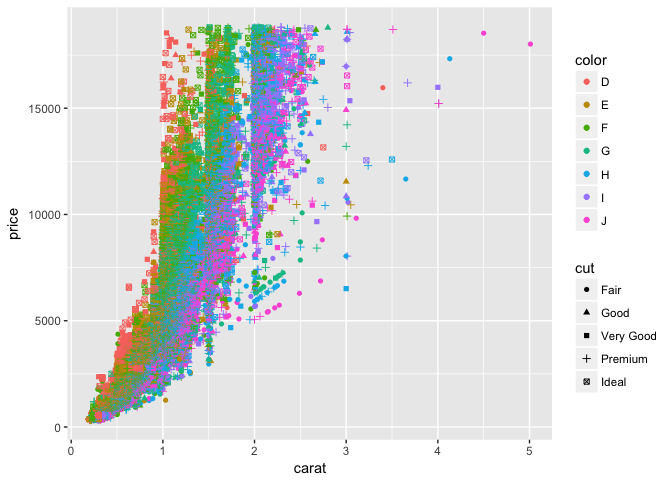 15000
10000
5000
0
price
0
1
2
3
4
5
carat
color
D
E
F
G
H
I
J
cut
Fair
Good
Very Good
Premium
Ideal